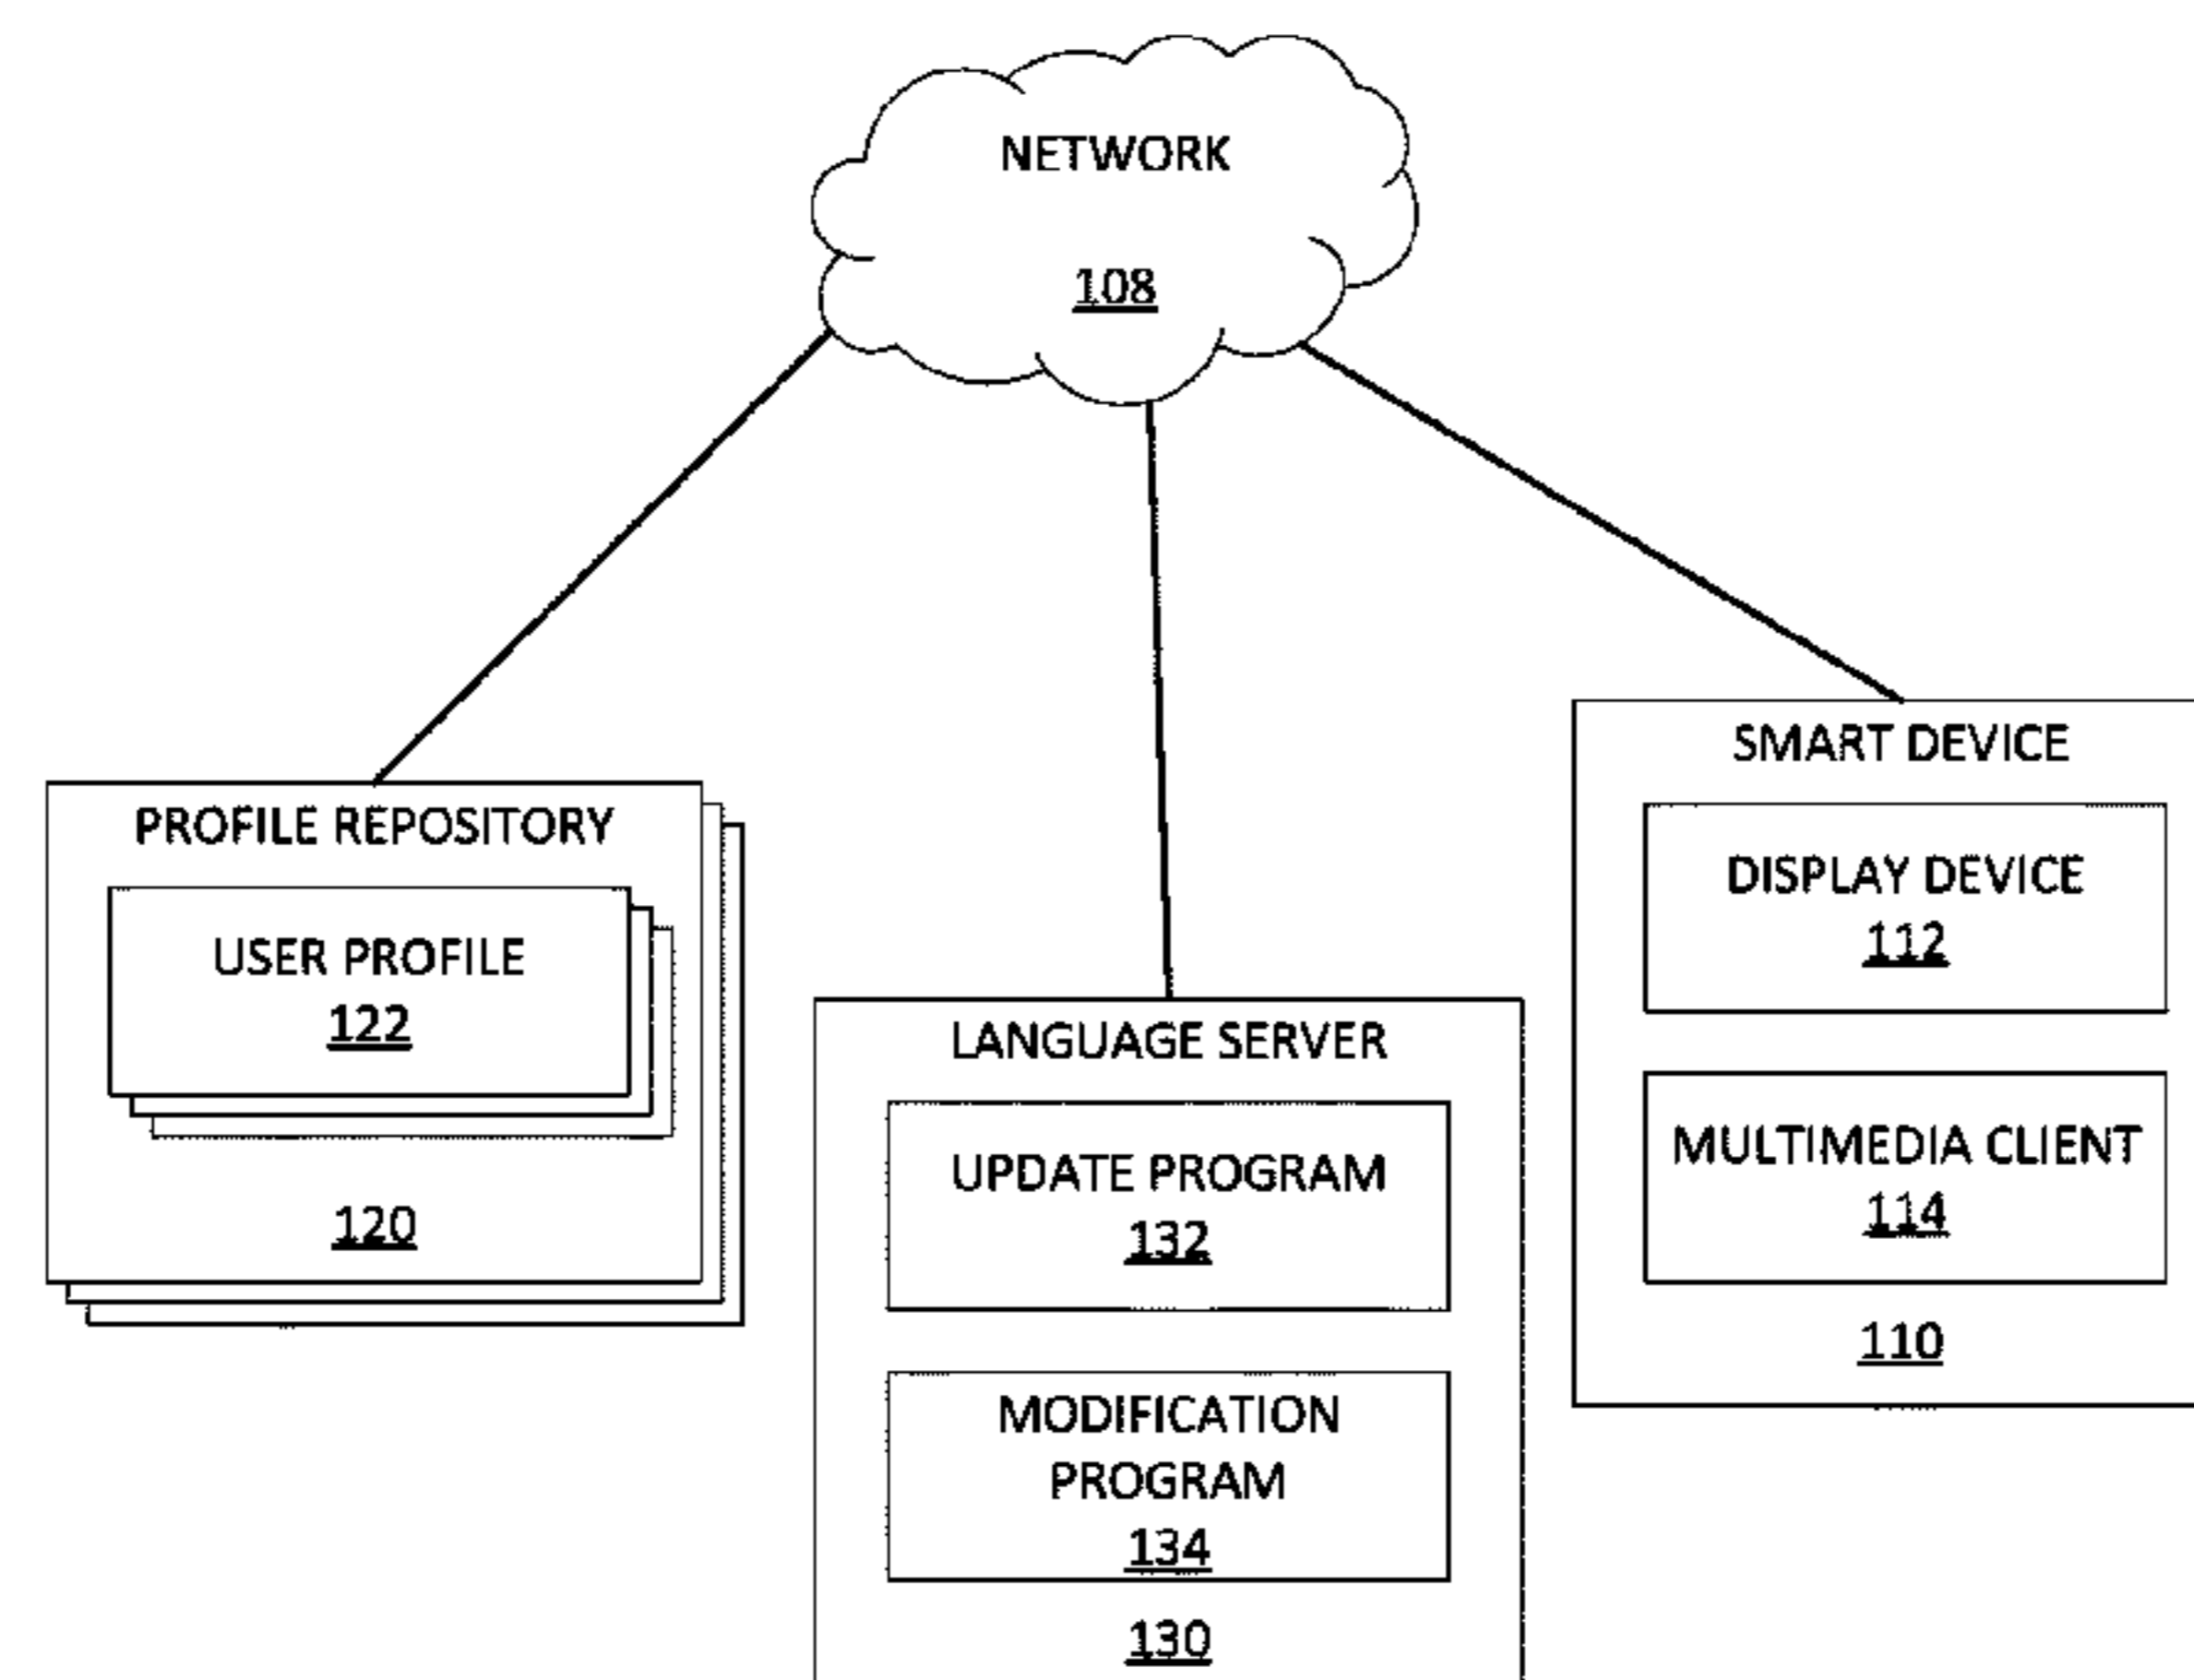 NETWORK
108
PROFILE REPOSITORY
USER PROFILE
122
120
LANGUAGE SERVER
UPDATE PROGRAM
132
MODIFICATION
PROGRAM
134
130
SMART DEVICE
DISPLAY DEVICE
112
MULTIMEDIA CLIENT
114
110